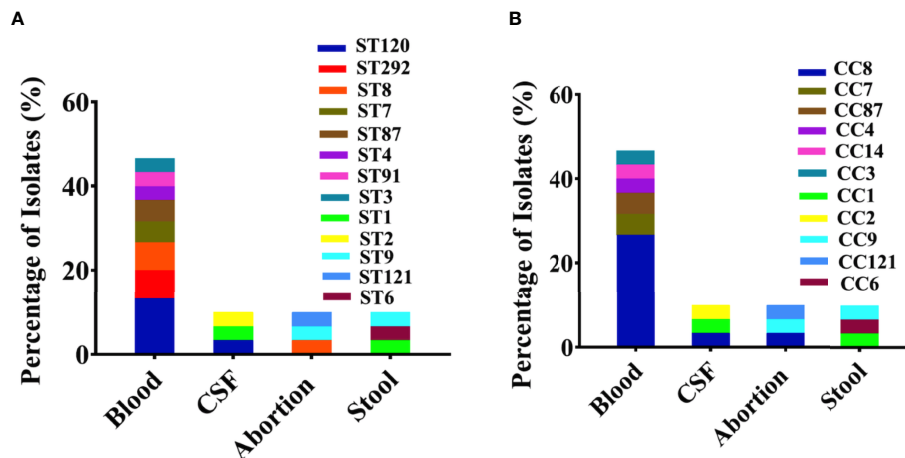 A
Percentage of Isolates (%)
60
40
20
0
Blood
CSF
Abortion
Stool
ST120
ST292
ST8
ST7
ST87
ST4
ST91
ST3
ST1
ST2
ST9
ST121
ST6
B
Percentage of Isolates (%)
60
40
20
0
Blood
CSF
Abortion
Stool
CC8
CC7
CC87
CC4
CC14
CC3
CC1
CC2
CC9
CC121
CC6